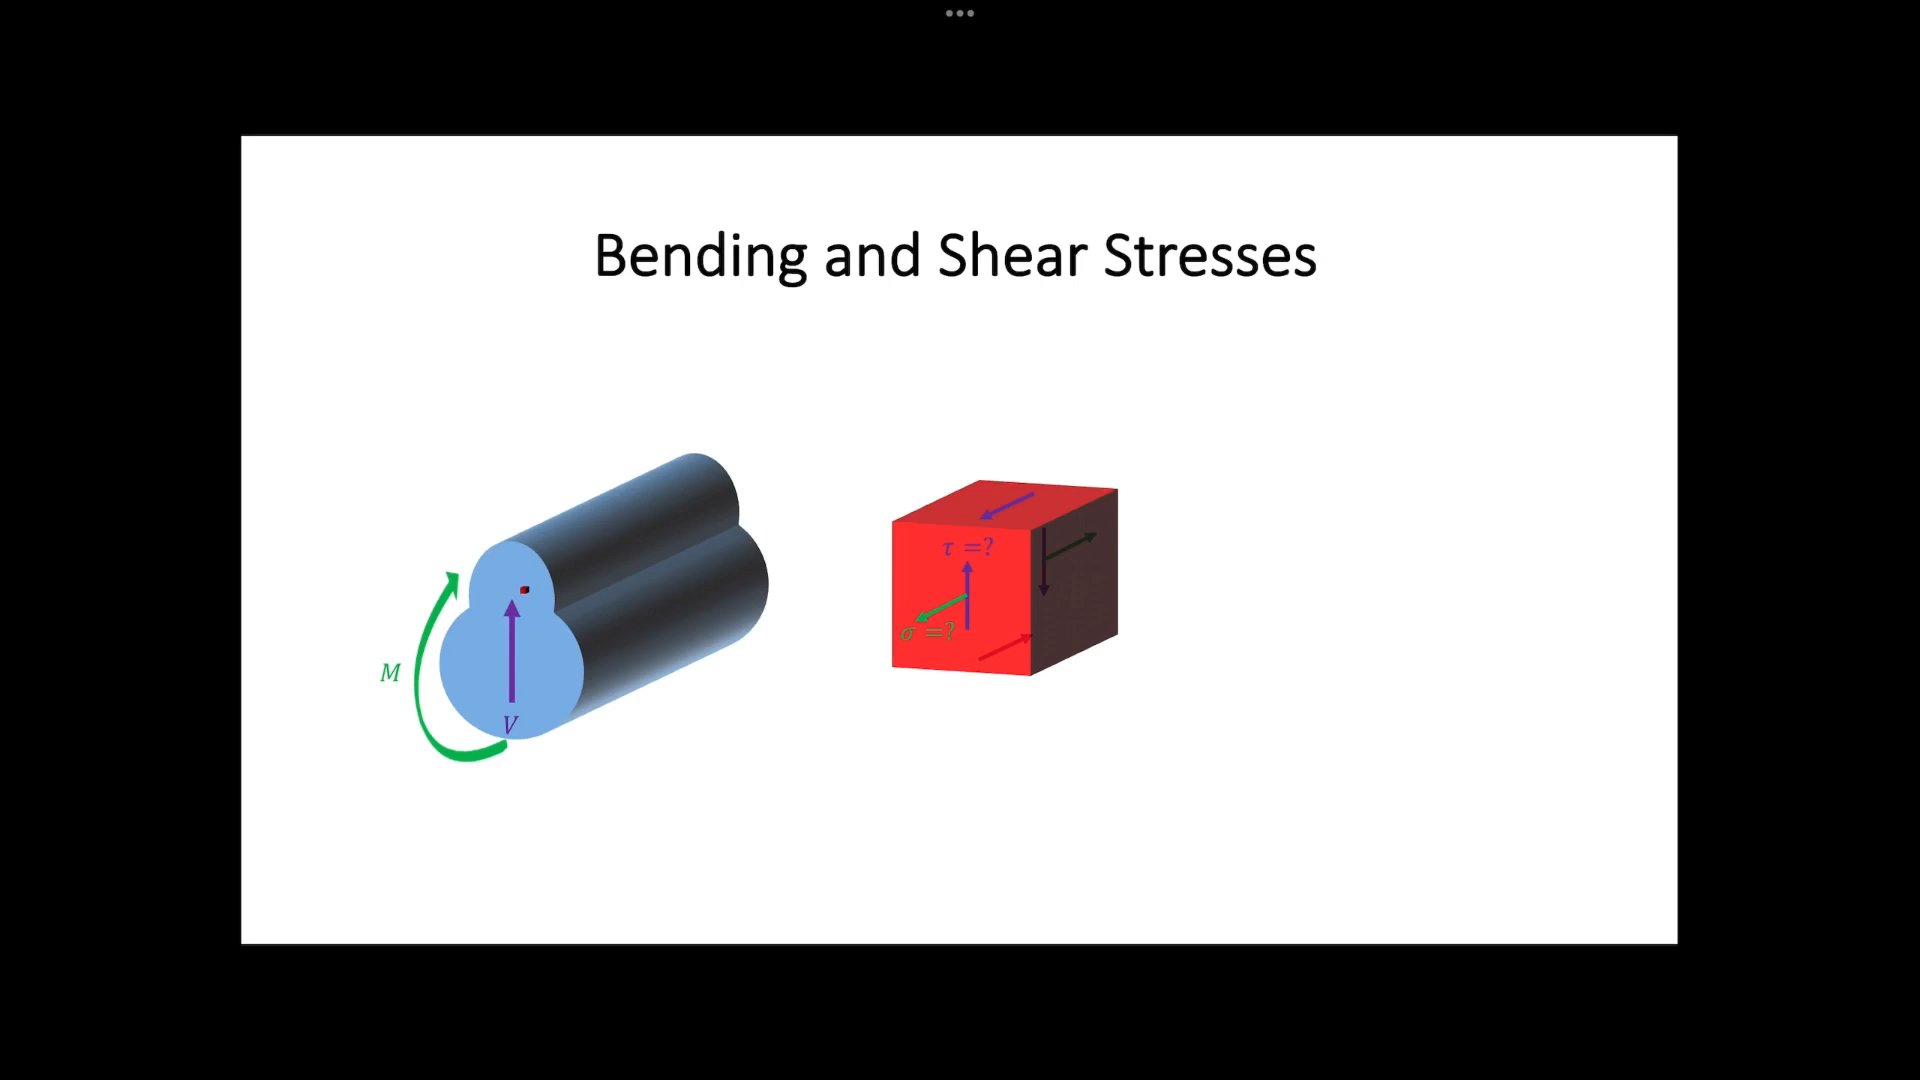 Bending and Shear Stresses
τ =?
σ =?
M
V